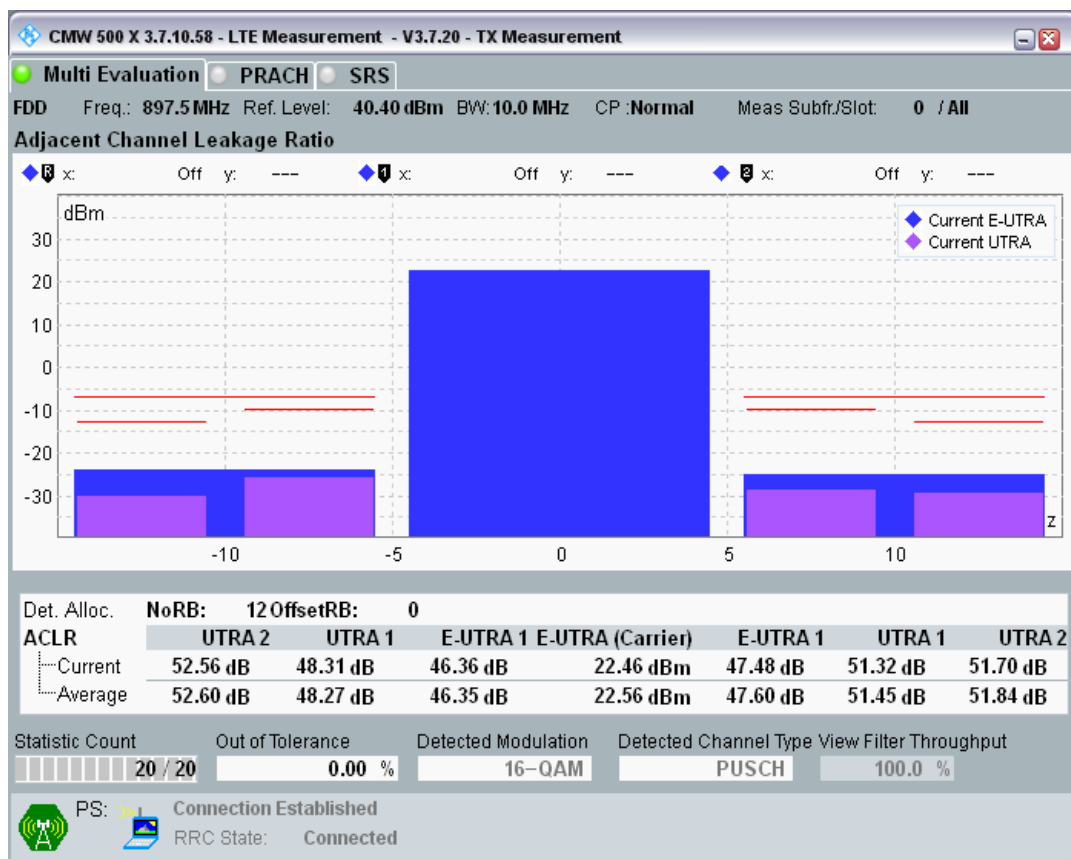 CMW 500 X 3.7.10.58 - LTE Measurement - V3.7.20 - TX Measurement
Multi Evaluation PRACH SRS
FDD Freq.: 897.5 MHz Ref. Level: 40.40 dBm BW: 10.0 MHz CP :Normal Meas Subfr./Slot: 0 / All
Adjacent Channel Leakage Ratio
R x: Off y: --- 1 x: Off y: --- 2 x: Off y: ---
dBm
Current E-UTRA
Current UTRA
30
20
10
0
-10
-20
-30
z
-10 -5 0 5 10
Det. Alloc. NoRB: 12 OffsetRB: 0
ACLR UTRA 2 UTRA 1 E-UTRA 1 E-UTRA (Carrier) E-UTRA 1 UTRA 1 UTRA 2
Current 52.56 dB 48.31 dB 46.36 dB 22.46 dBm 47.48 dB 51.32 dB 51.70 dB
Average 52.60 dB 48.27 dB 46.35 dB 22.56 dBm 47.60 dB 51.45 dB 51.84 dB
Statistic Count Out of Tolerance Detected Modulation Detected Channel Type View Filter Throughput
20 / 20 0.00 % 16-QAM PUSCH 100.0 %
PS: Connection Established
RRC State: Connected